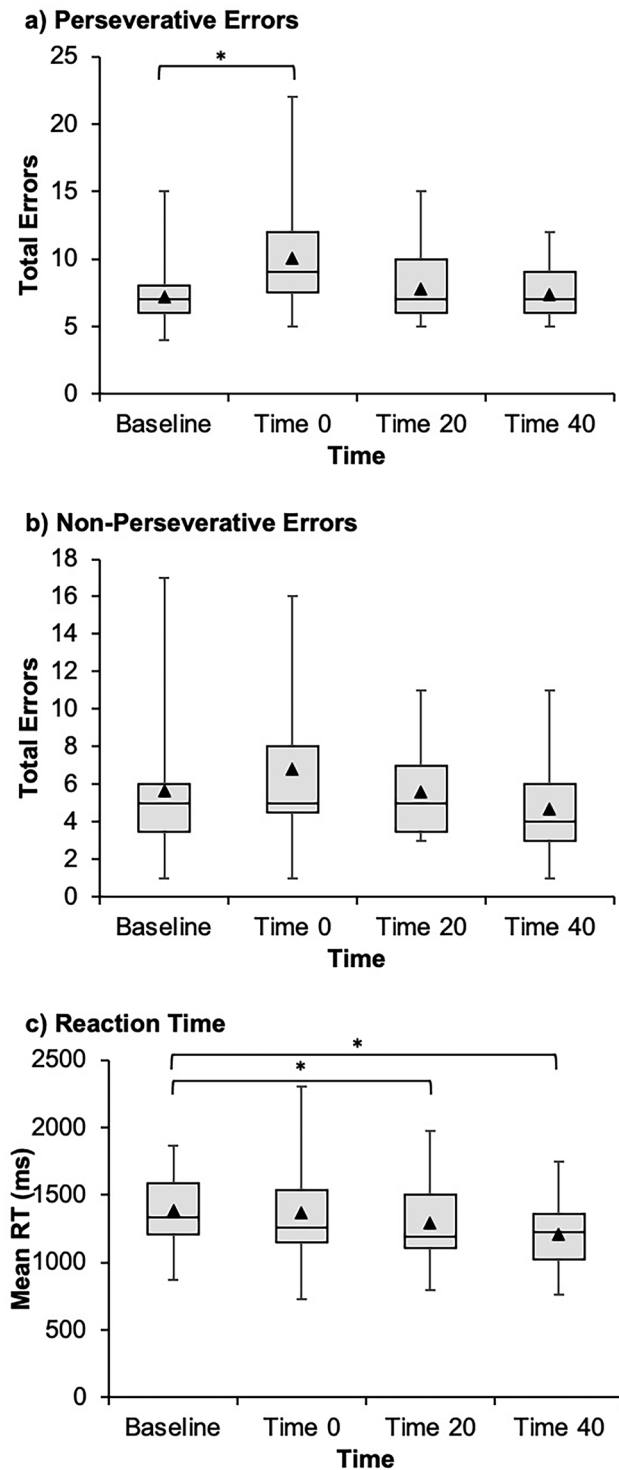 a) Perseverative Errors
*
25
20
15
10
5
0
Total Errors
Baseline Time 0 Time 20 Time 40
Time
b) Non-Perseverative Errors
18
16
14
12
10
8
6
4
2
0
Total Errors
Baseline Time 0 Time 20 Time 40
Time
c) Reaction Time
*
*
2500
2000
1500
1000
500
0
Mean RT (ms)
Baseline Time 0 Time 20 Time 40
Time